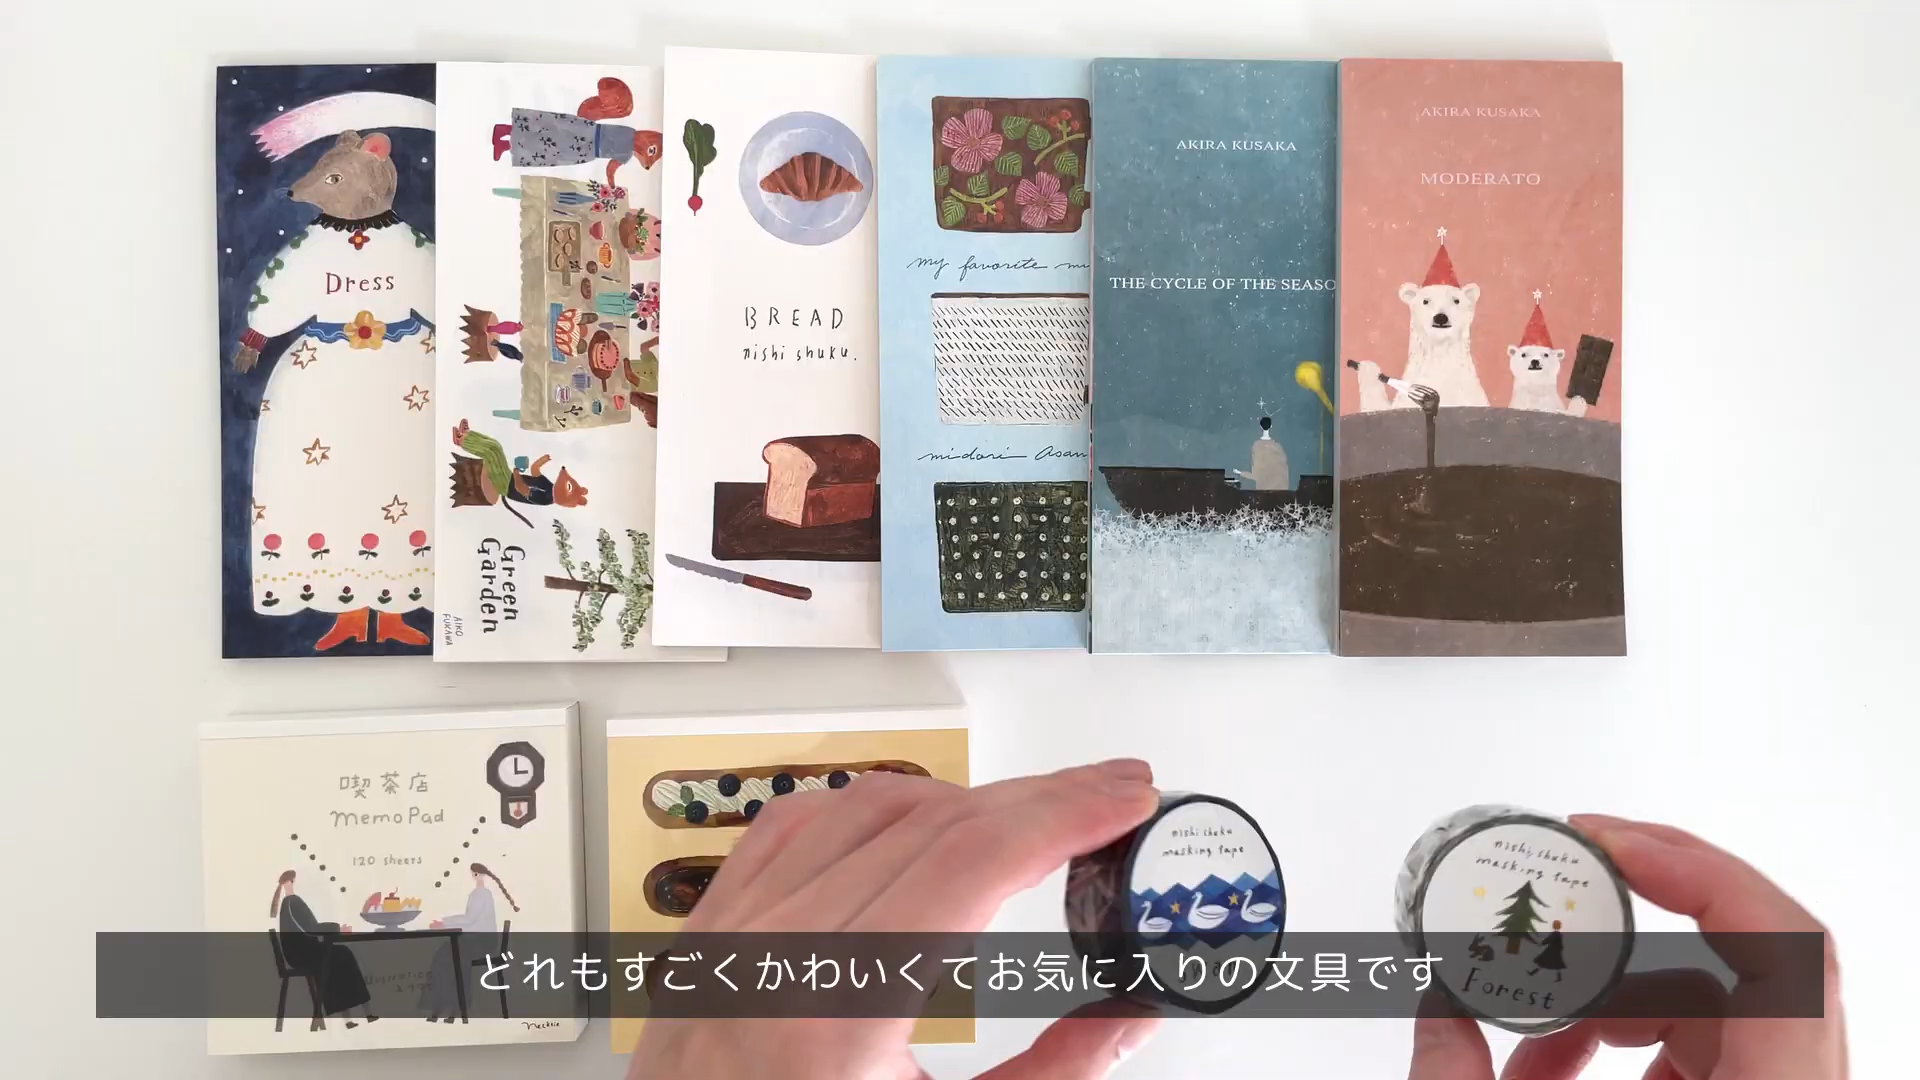 Dress
Green
Garden
AIKO
FUKAWA
BREAD
nishi shuku.
my favorite
midori Asan
AKIRA KUSAKA
THE CYCLE OF THE SEASO
AKIRA KUSAKA
MODERATO
喫茶店
memo Pad
120 sheets
Necktie
nishi shuku
masking tape
nishi shuku
masking tape
Forest
どれもすごくかわいくてお気に入りの文具です